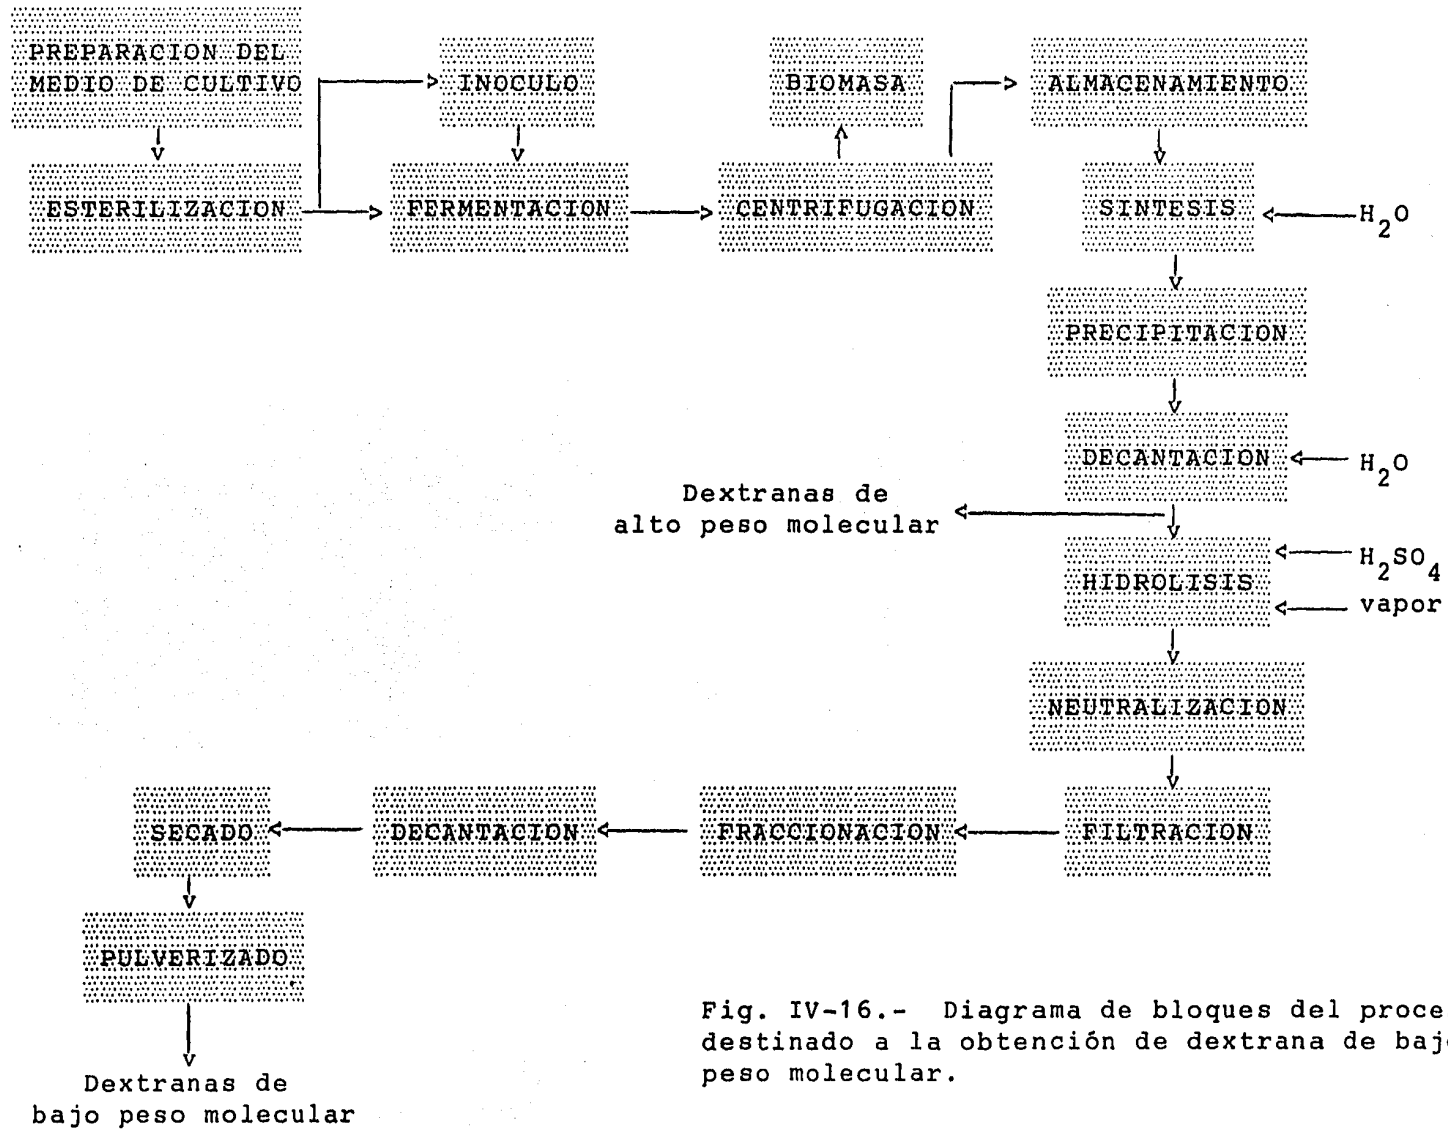 PREPARACION DEL
MEDIO DE CULTIVO
INOCULO
BIOMASA
ALMACENAMIENTO
ESTERILIZACION
FERMENTACION
CENTRIFUGACION
SINTESIS
H2O
PRECIPITACION
DECANTACION
H2O
Dextranas de
alto peso molecular
HIDROLISIS
H2SO4
vapor
NEUTRALIZACION
SECADO
DECANTACION
FRACCIONACION
FILTRACION
PULVERIZADO
Dextranas de
bajo peso molecular
Fig. IV-16.- Diagrama de bloques del proce
destinado a la obtención de dextrana de baj
peso molecular.